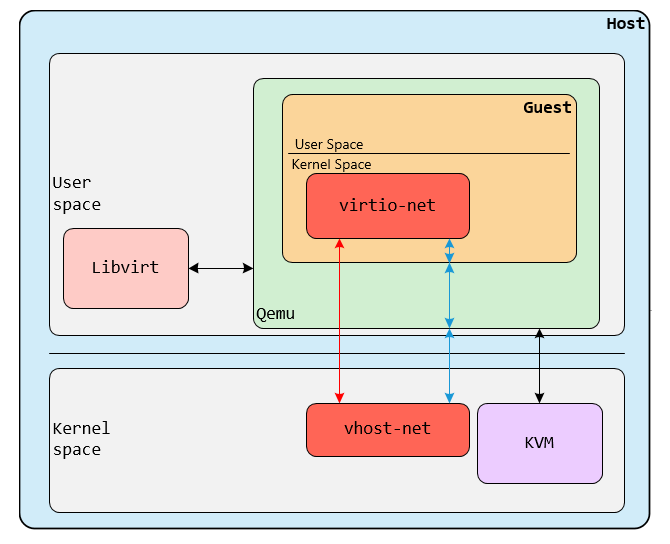 Host
Guest
User Space
Kernel Space
virtio-net
User
space
Libvirt
Qemu
Kernel
space
vhost-net
KVM